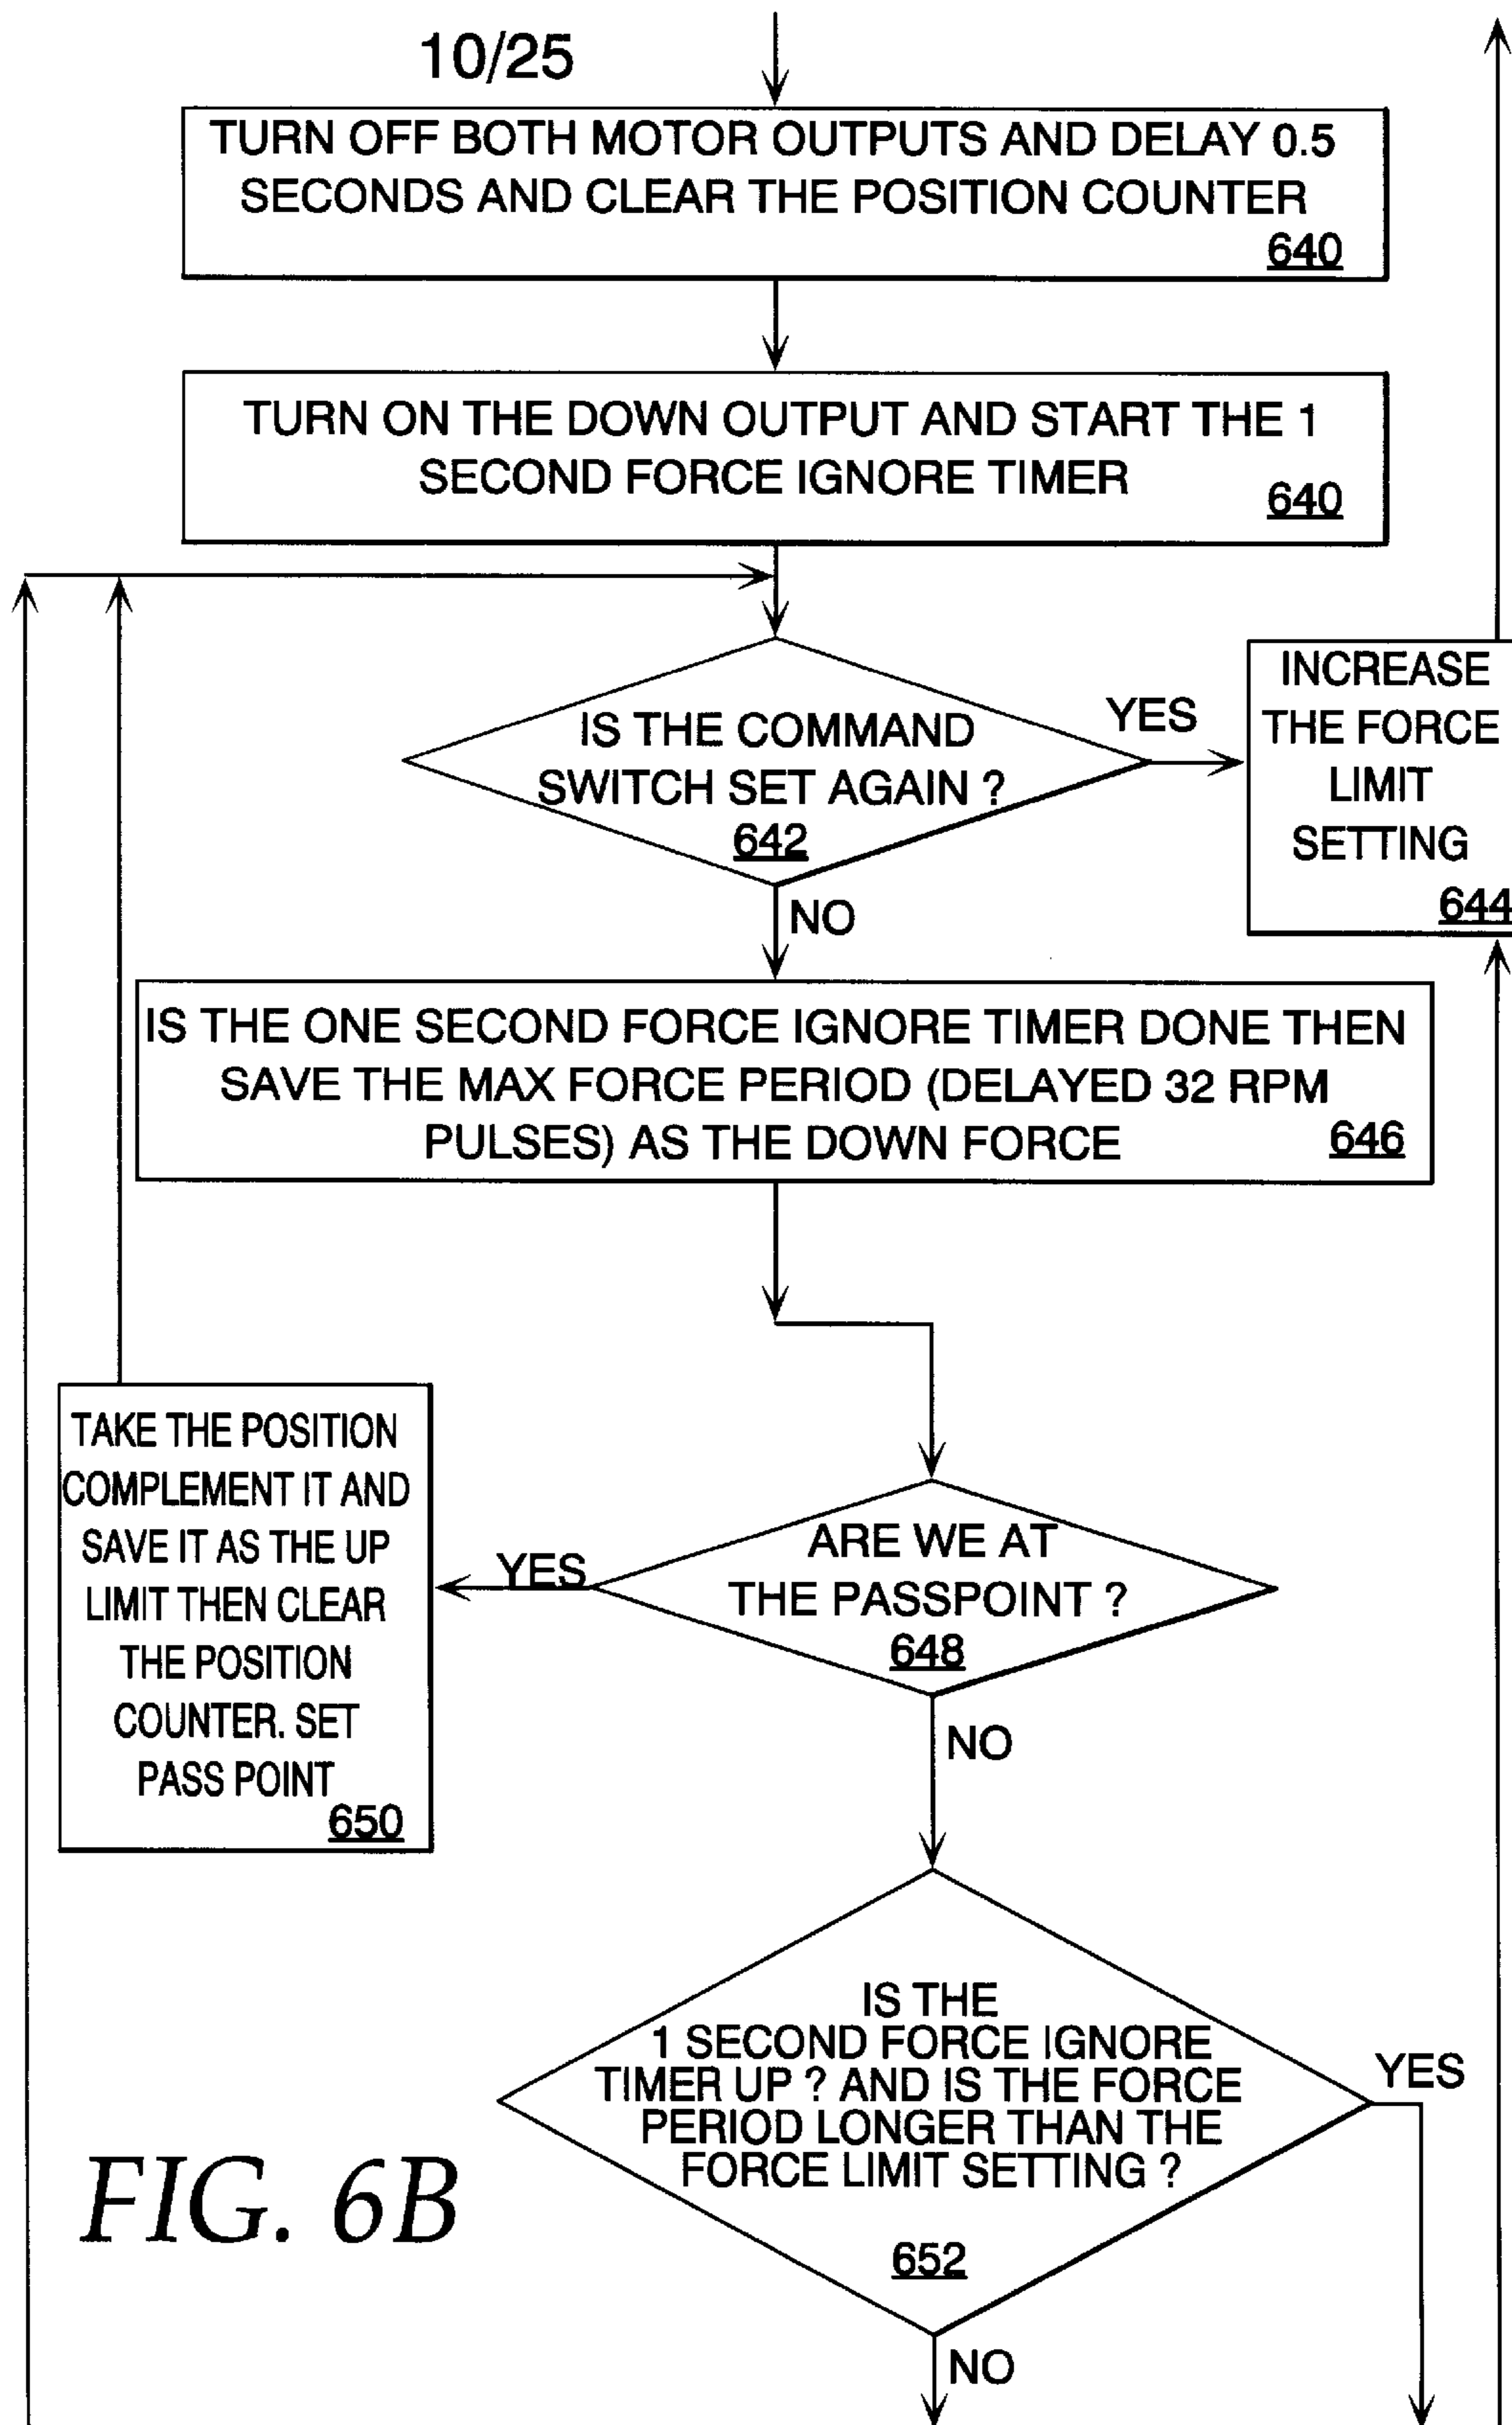 10/25
TURN OFF BOTH MOTOR OUTPUTS AND DELAY 0.5
SECONDS AND CLEAR THE POSITION COUNTER
640
TURN ON THE DOWN OUTPUT AND START THE 1
SECOND FORCE IGNORE TIMER
640
IS THE COMMAND
SWITCH SET AGAIN ?
642
YES
INCREASE
THE FORCE
LIMIT
SETTING
644
NO
IS THE ONE SECOND FORCE IGNORE TIMER DONE THEN
SAVE THE MAX FORCE PERIOD (DELAYED 32 RPM
PULSES) AS THE DOWN FORCE
646
ARE WE AT
THE PASSPOINT ?
648
YES
TAKE THE POSITION
COMPLEMENT IT AND
SAVE IT AS THE UP
LIMIT THEN CLEAR
THE POSITION
COUNTER. SET
PASS POINT
650
NO
IS THE
1 SECOND FORCE IGNORE
TIMER UP ? AND IS THE FORCE
PERIOD LONGER THAN THE
FORCE LIMIT SETTING ?
652
YES
NO
FIG. 6B